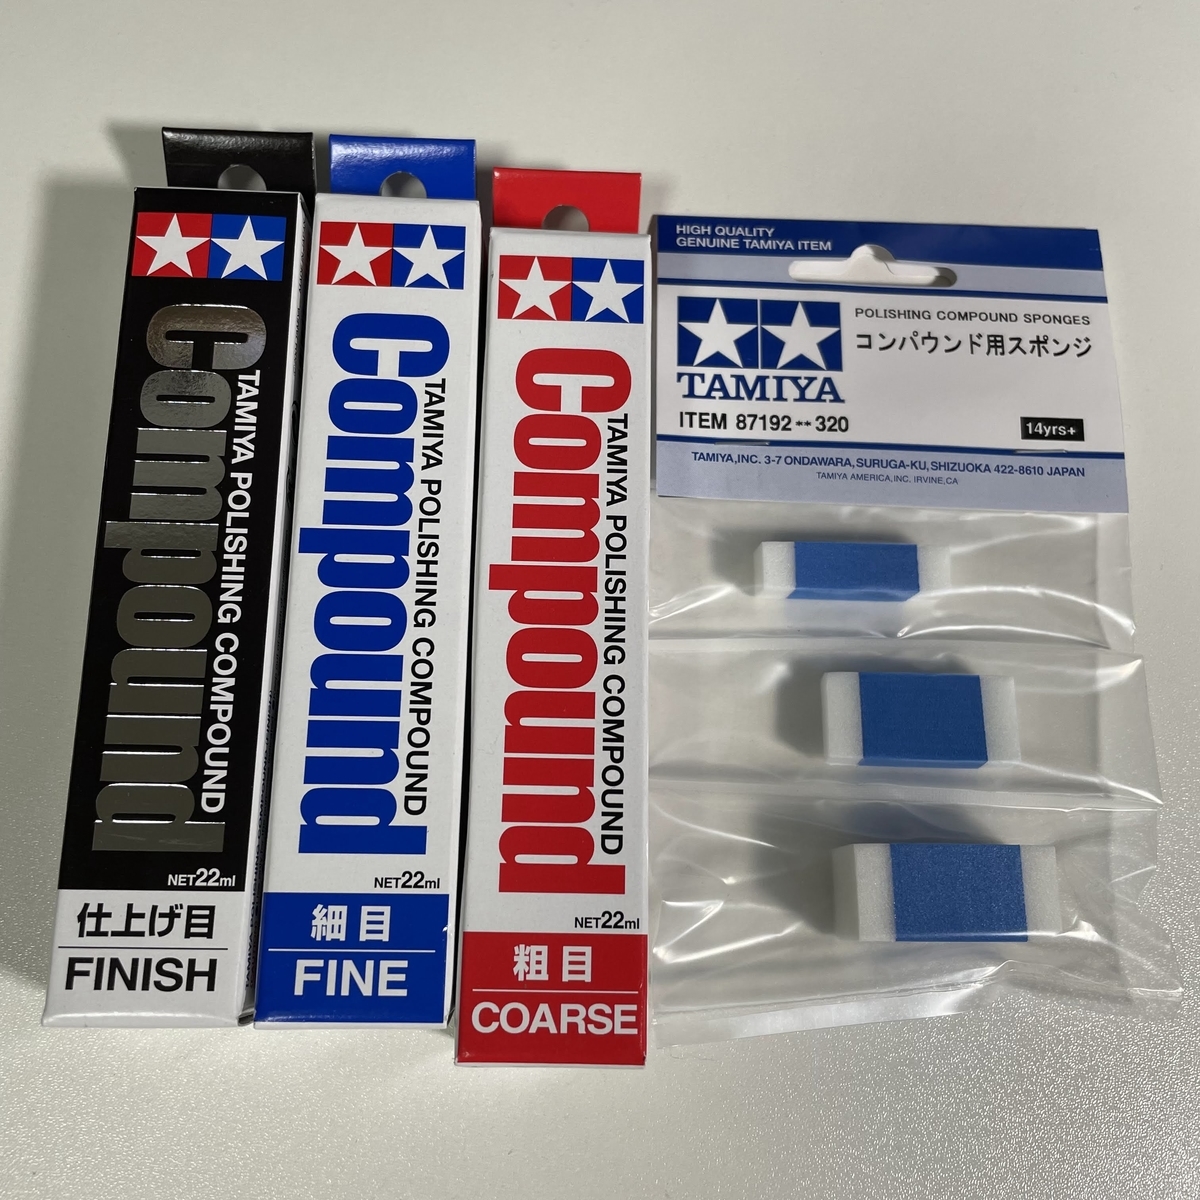 Compound
TAMIYA POLISHING COMPOUND
NET22ml
仕上げ目
FINISH
Compound
TAMIYA POLISHING COMPOUND
NET22ml
細目
FINE
Compound
TAMIYA POLISHING COMPOUND
NET22ml
粗目
COARSE
HIGH QUALITY
GENUINE TAMIYA ITEM
POLISHING COMPOUND SPONGES
コンパウンド用スポンジ
TAMIYA
ITEM 87192**320
14yrs+
TAMIYA,INC. 3-7 ONDAWARA,SURUGA-KU,SHIZUOKA 422-8610 JAPAN
TAMIYA AMERICA,INC. IRVINE,CA